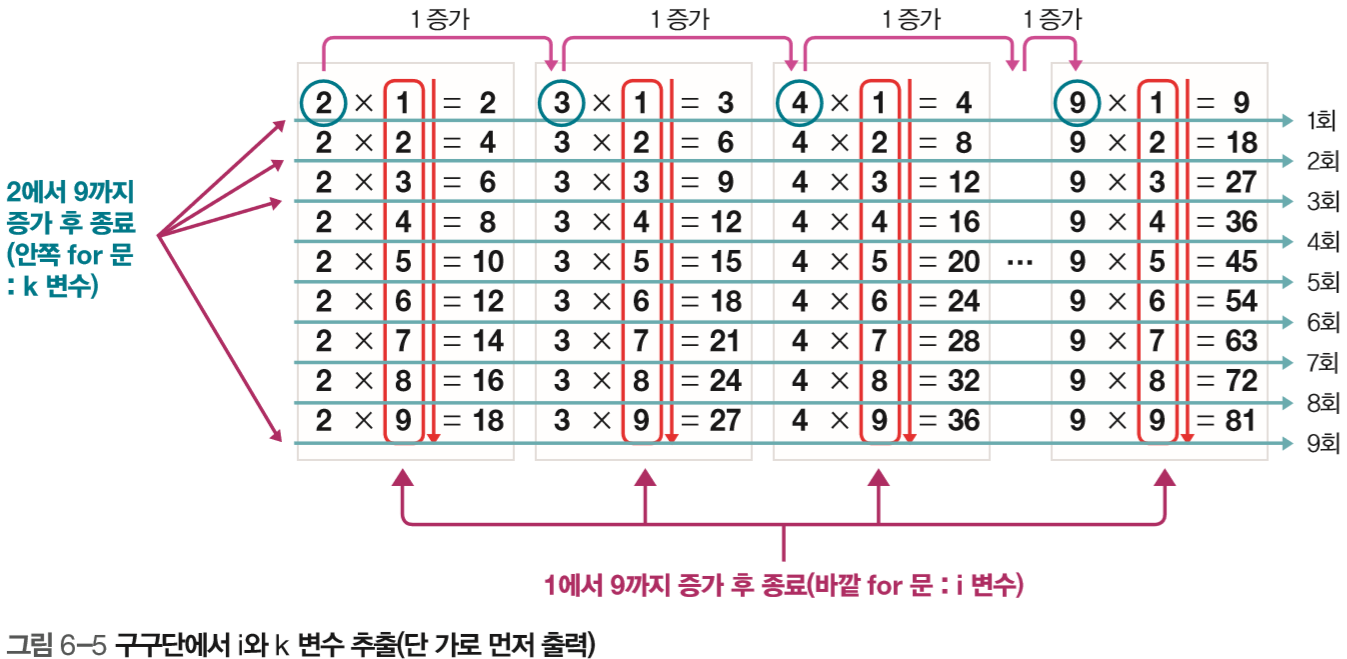 1 증가 1 증가 1 증가 1 증가
2 × 1 = 2 3 × 1 = 3 4 × 1 = 4 9 × 1 = 9
1회
2 × 2 = 4 3 × 2 = 6 4 × 2 = 8 9 × 2 = 18
2회
2 × 3 = 6 3 × 3 = 9 4 × 3 = 12 9 × 3 = 27
3회
2 × 4 = 8 3 × 4 = 12 4 × 4 = 16 9 × 4 = 36
4회
2 × 5 = 10 3 × 5 = 15 4 × 5 = 20 ··· 9 × 5 = 45
5회
2 × 6 = 12 3 × 6 = 18 4 × 6 = 24 9 × 6 = 54
6회
2 × 7 = 14 3 × 7 = 21 4 × 7 = 28 9 × 7 = 63
7회
2 × 8 = 16 3 × 8 = 24 4 × 8 = 32 9 × 8 = 72
8회
2 × 9 = 18 3 × 9 = 27 4 × 9 = 36 9 × 9 = 81
9회
2에서 9까지
증가 후 종료
(안쪽 for 문
: k 변수)
1에서 9까지 증가 후 종료(바깥 for 문 : i 변수)
그림 6-5 구구단에서 i와 k 변수 추출(단 가로 먼저 출력)